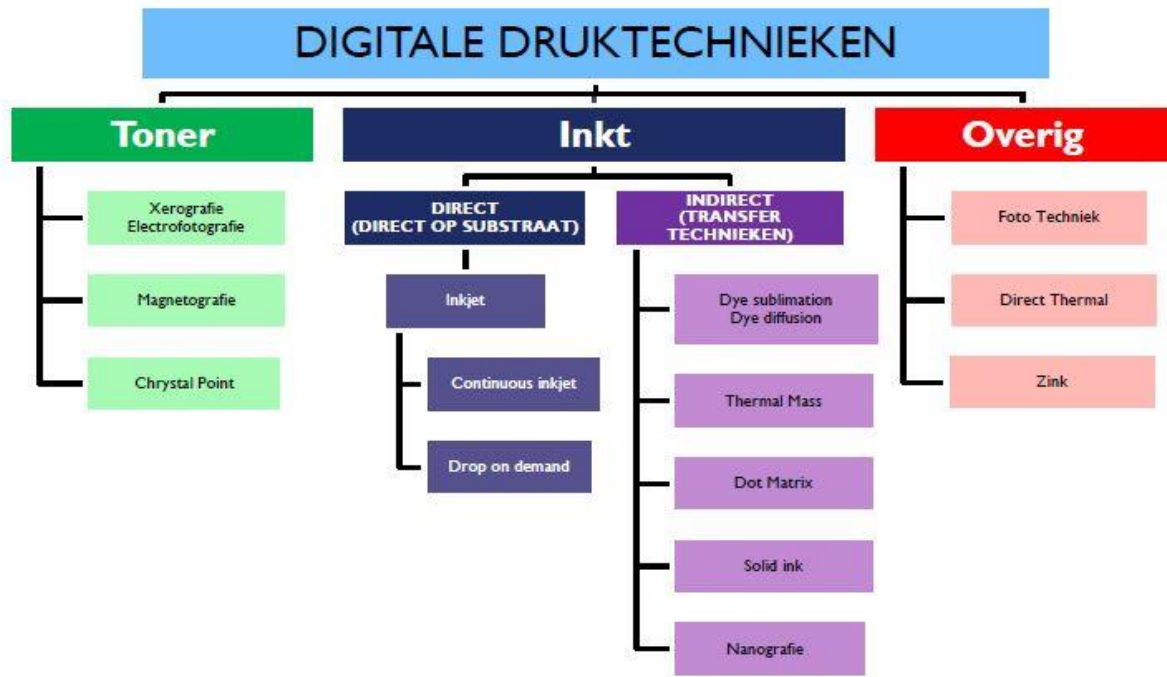 DIGITALE DRUKTECHNIEKEN
Toner
Xerografie
Electrofotografie
Magnetografie
Chrystal Point
Inkt
DIRECT
(DIRECT OP SUBSTRAAT)
Inkjet
Continuous inkjet
Drop on demand
INDIRECT
(TRANSFER
TECHNIEKEN)
Dye sublimation
Dye diffusion
Thermal Mass
Dot Matrix
Solid ink
Nanografie
Overig
Foto Techniek
Direct Thermal
Zink